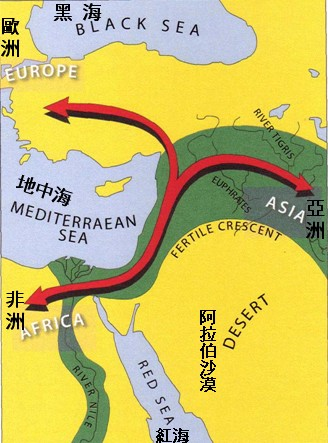 黑海
BLACK SEA
歐洲
EUROPE
RIVER TIGRIS
地中海
MEDITERRAEAN
SEA
EUPHRATES
ASIA
亞洲
FERTILE CRESCENT
非洲
AFRICA
阿拉伯沙漠
DESERT
RIVER NILE
RED SEA
紅海